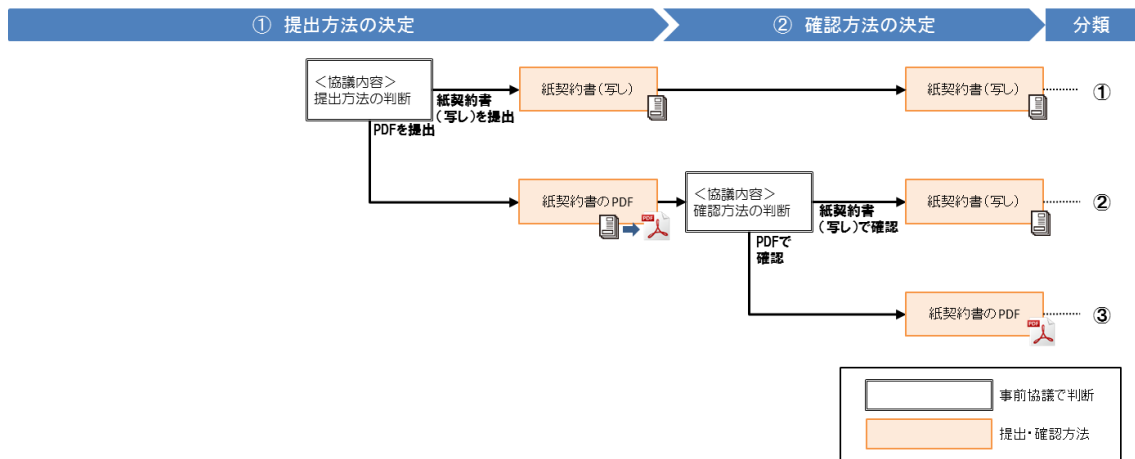 ① 提出方法の決定
② 確認方法の決定
分類
＜協議内容＞
提出方法の判断
紙契約書
（写し）を提出
PDFを提出
紙契約書（写し）
紙契約書（写し）
①
紙契約書のPDF
PDF
＜協議内容＞
確認方法の判断
紙契約書
（写し）で確認
PDFで
確認
紙契約書（写し）
②
紙契約書のPDF
PDF
③
事前協議で判断
提出・確認方法